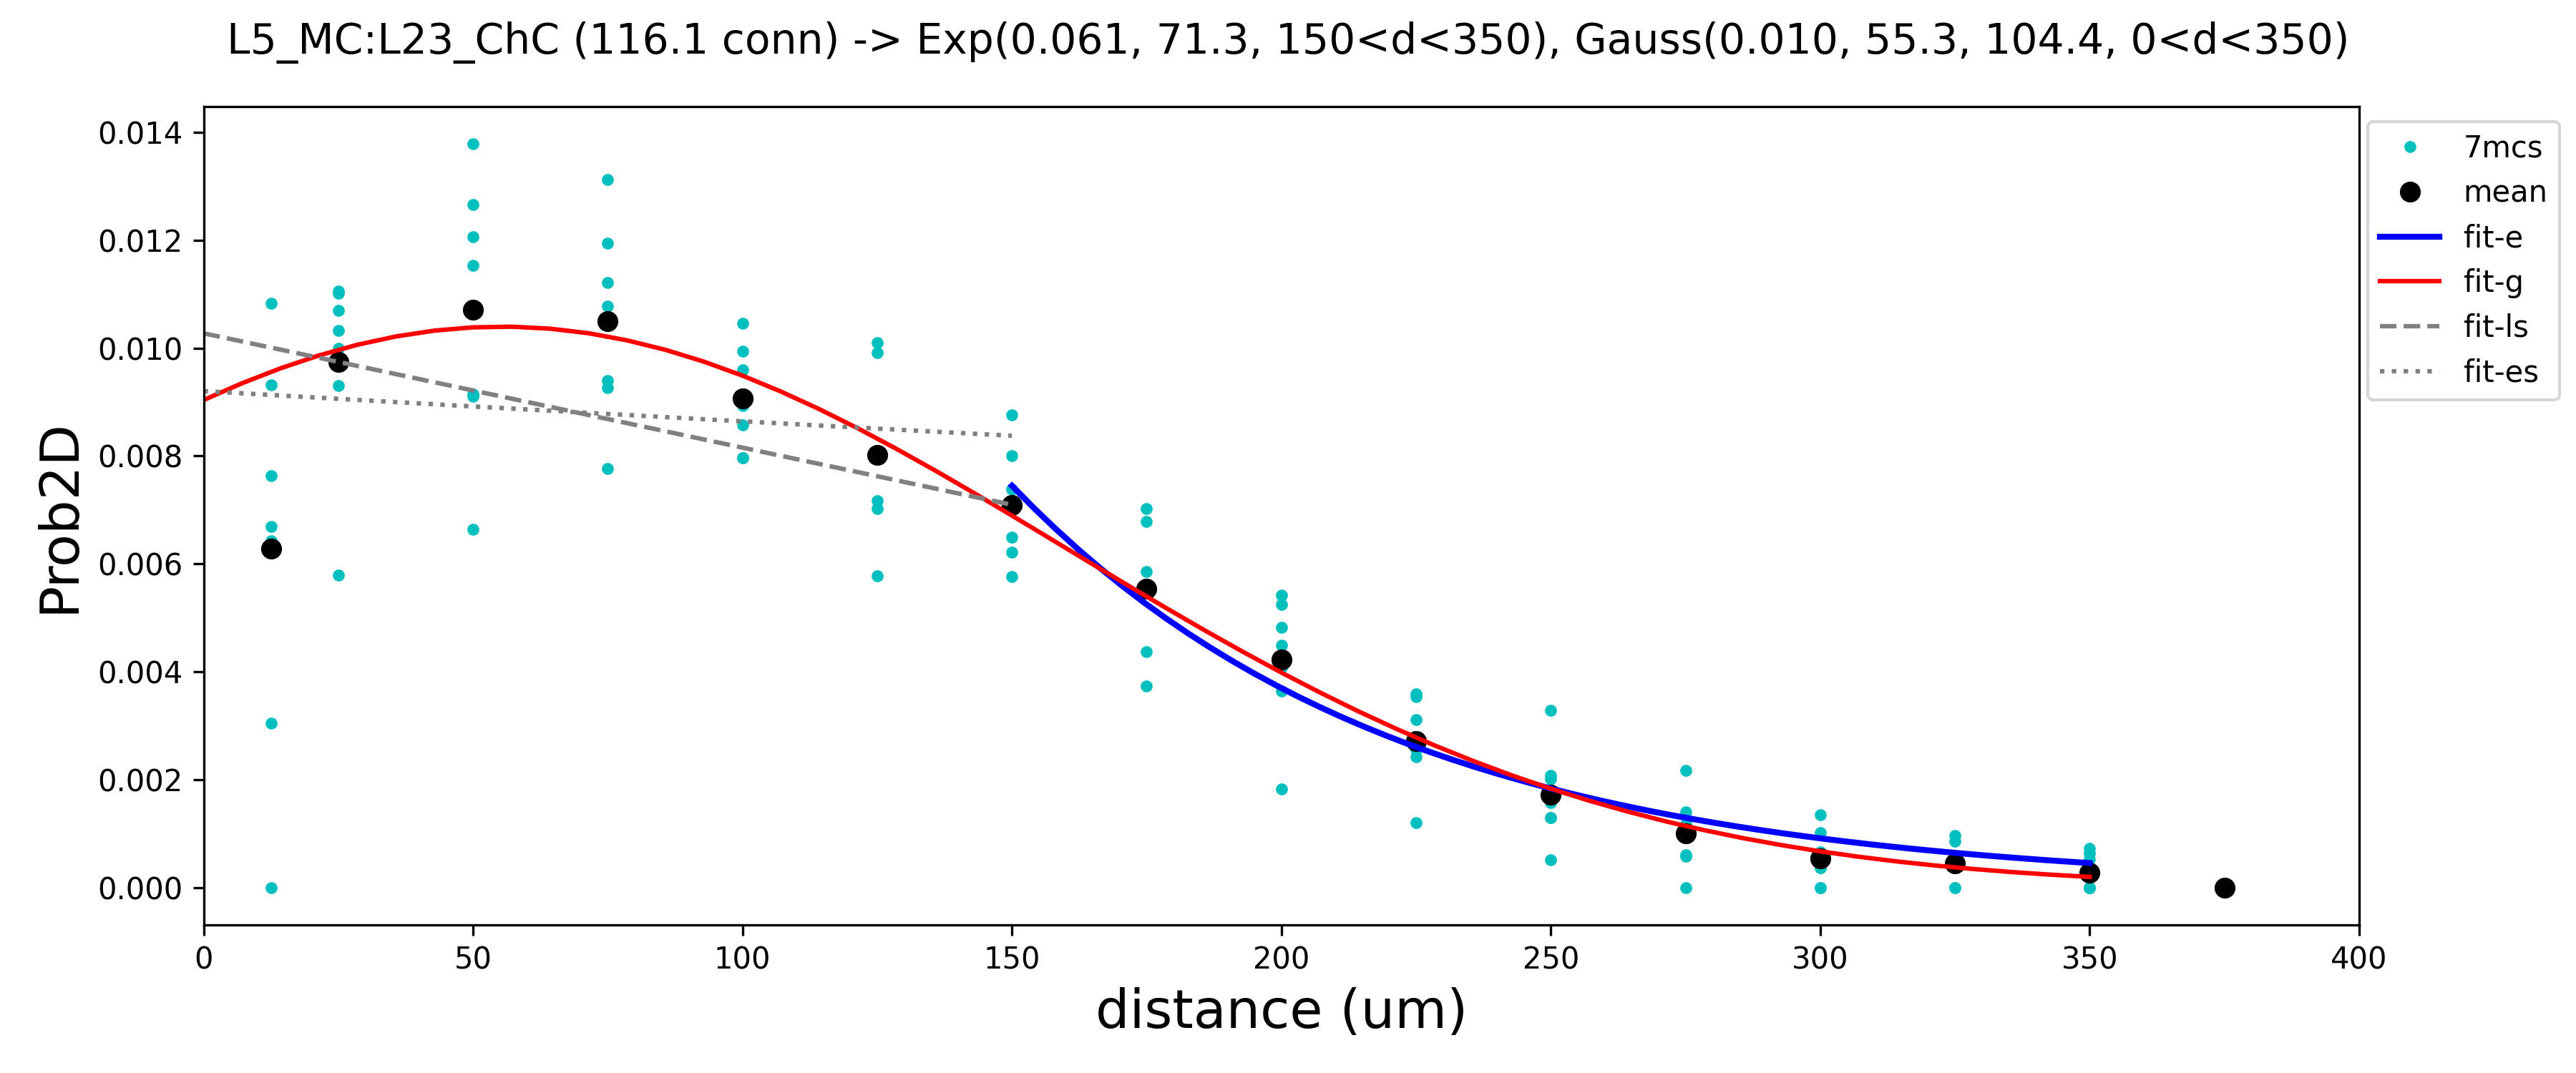 L5_MC:L23_ChC (116.1 conn) -> Exp(0.061, 71.3, 150<d<350), Gauss(0.010, 55.3, 104.4, 0<d<350)
0.014
0.012
0.010
0.008
0.006
0.004
0.002
0.000
Prob2D
0 50 100 150 200 250 300 350 400
distance (um)
7mcs
mean
fit-e
fit-g
fit-ls
fit-es